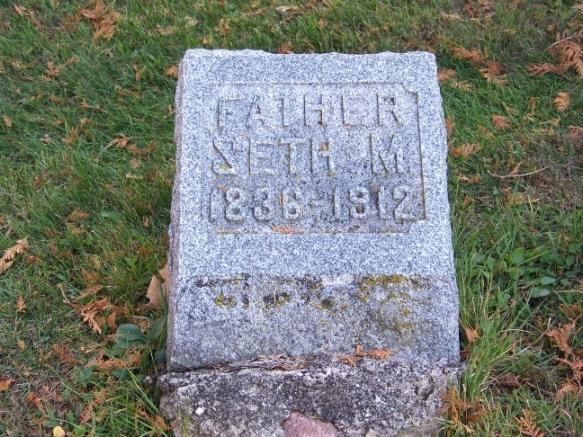 FATHER
SETH M.
1836-1912